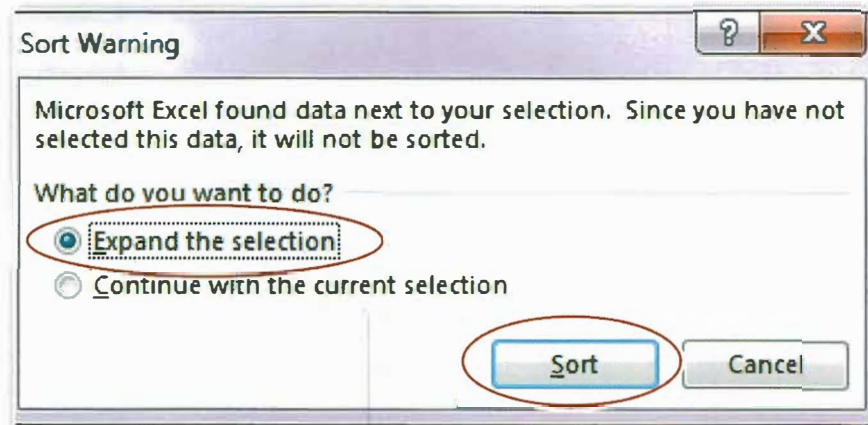 Sort Warning
?
X
Microsoft Excel found data next to your selection. Since you have not
selected this data, it will not be sorted.
What do you want to do?
Expand the selection
Continue with the current selection
Sort Cancel